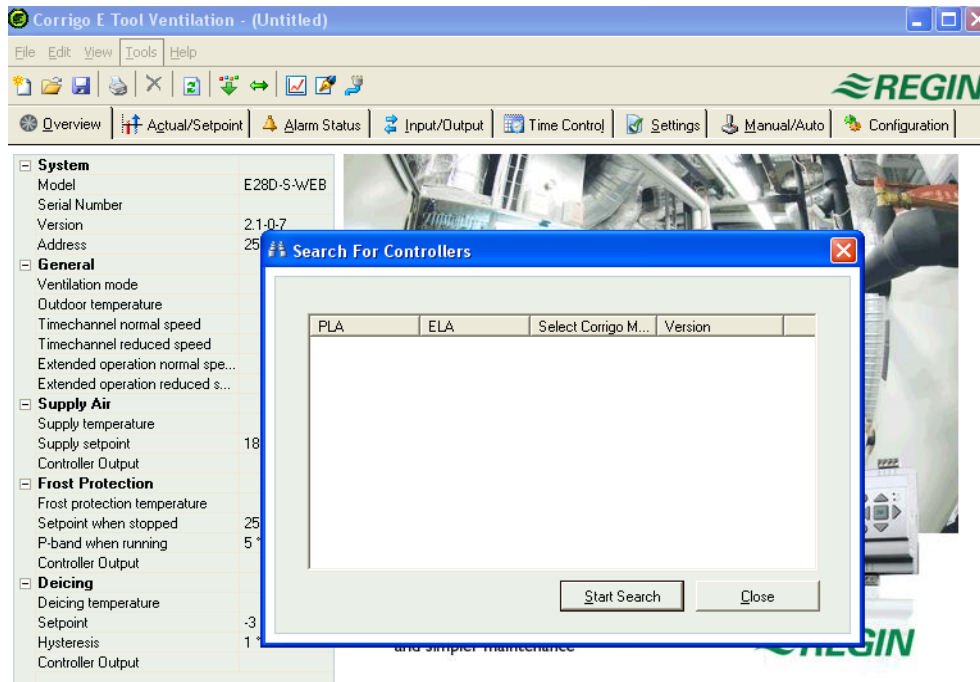 Corrigo E Tool Ventilation - (Untitled)
File Edit View Tools Help
REGIN
Overview Actual/Setpoint Alarm Status Input/Output Time Control Settings Manual/Auto Configuration
System
Model E28D-S-WEB
Serial Number
Version 2.1-0-7
Address 25
General
Ventilation mode
Outdoor temperature
Timechannel normal speed
Timechannel reduced speed
Extended operation normal spe...
Extended operation reduced s...
Supply Air
Supply temperature
Supply setpoint 18
Controller Output
Frost Protection
Frost protection temperature
Setpoint when stopped 25
P-band when running 5 °
Controller Output
Deicing
Deicing temperature
Setpoint -3
Hysteresis 1 °
Controller Output
Search For Controllers
PLA ELA Select Corrigo M... Version
Start Search Close
and simpler maintenance
REGIN